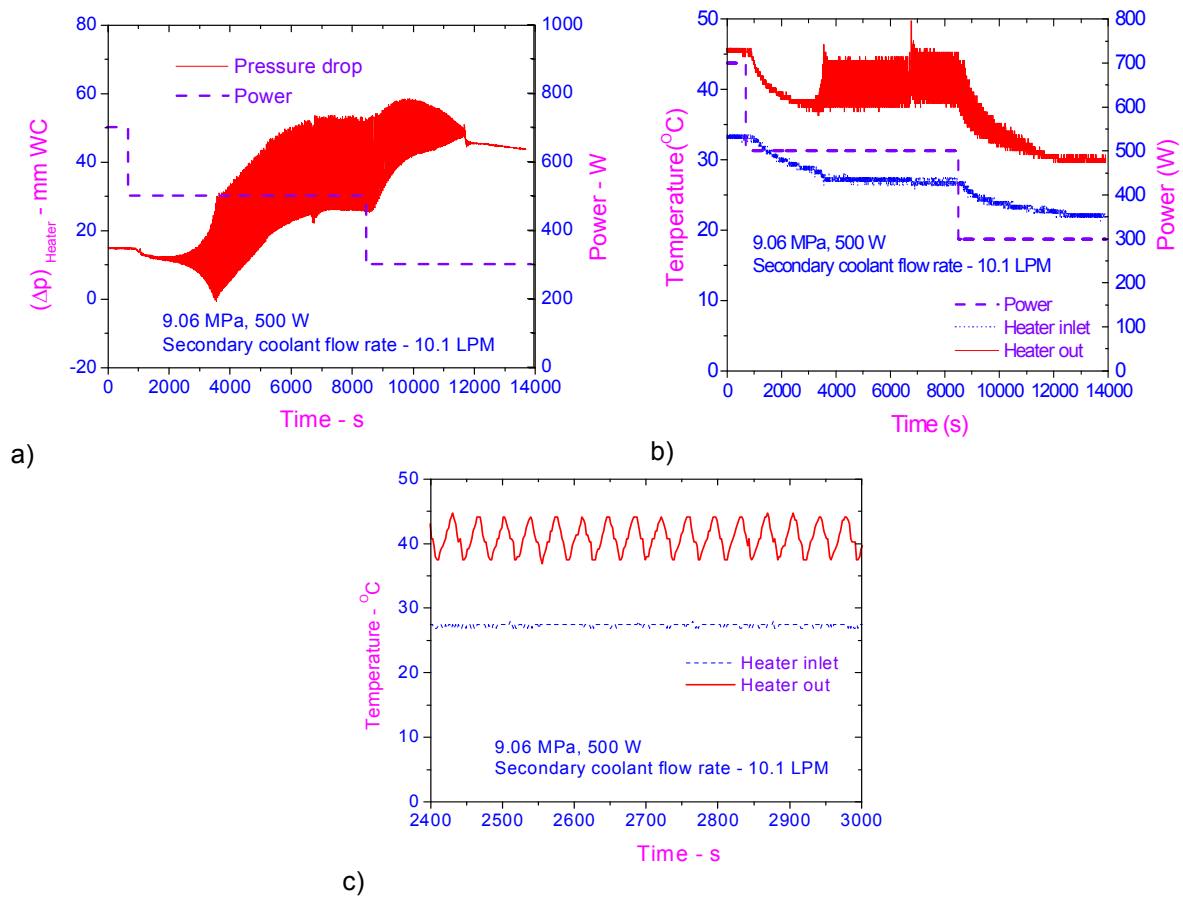 80
60
40
20
0
-20
0 2000 4000 6000 8000 10000 12000 14000
1000
800
600
400
200
0
(Δp) Heater - mm WC
Power - W
Time - s
Pressure drop
Power
9.06 MPa, 500 W
Secondary coolant flow rate - 10.1 LPM
a)
50
40
30
20
10
0
0 2000 4000 6000 8000 10000 12000 14000
800
700
600
500
400
300
200
100
0
Temperature(OC)
Power (W)
Time (s)
9.06 MPa, 500 W
Secondary coolant flow rate - 10.1 LPM
Power
Heater inlet
Heater out
b)
50
40
30
20
10
0
2400 2500 2600 2700 2800 2900 3000
Temperature - OC
Time - s
Heater inlet
Heater out
9.06 MPa, 500 W
Secondary coolant flow rate - 10.1 LPM
c)